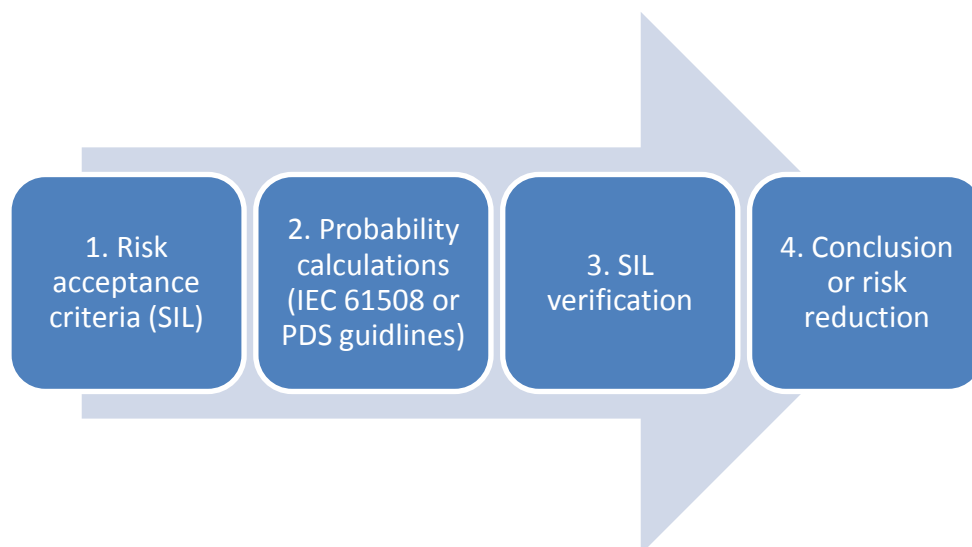 1. Risk
acceptance
criteria (SIL)
2. Probability
calculations
(IEC 61508 or
PDS guidlines)
3. SIL
verification
4. Conclusion
or risk
reduction